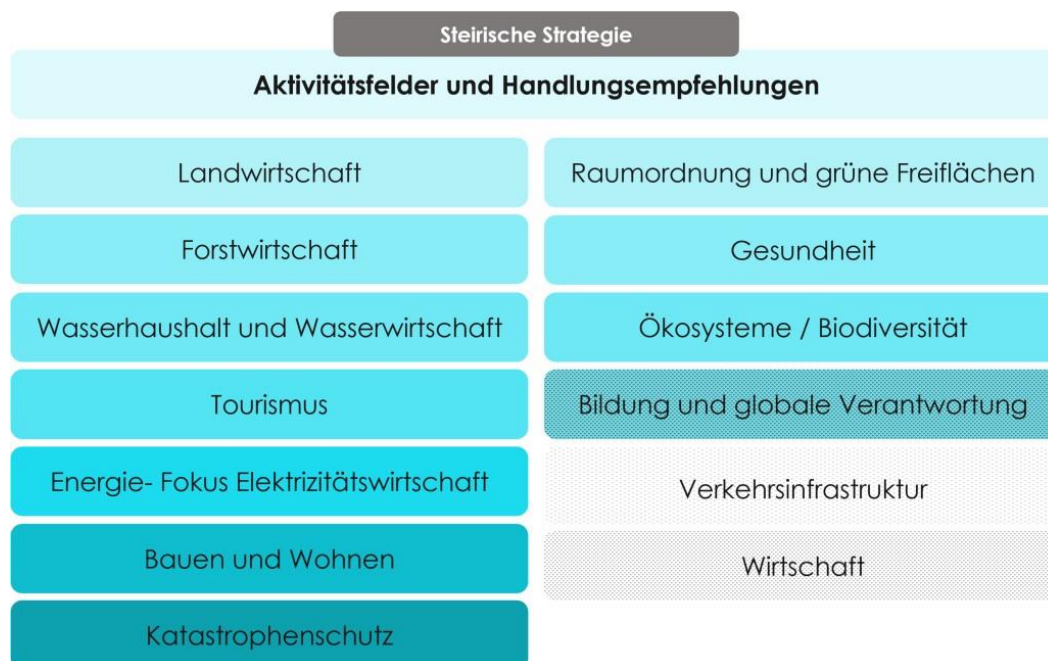 Steirische Strategie
Aktivitätsfelder und Handlungsempfehlungen
Landwirtschaft
Forstwirtschaft
Wasserhaushalt und Wasserwirtschaft
Tourismus
Energie- Fokus Elektrizitätswirtschaft
Bauen und Wohnen
Katastrophenschutz
Raumordnung und grüne Freiflächen
Gesundheit
Ökosysteme / Biodiversität
Bildung und globale Verantwortung
Verkehrsinfrastruktur
Wirtschaft